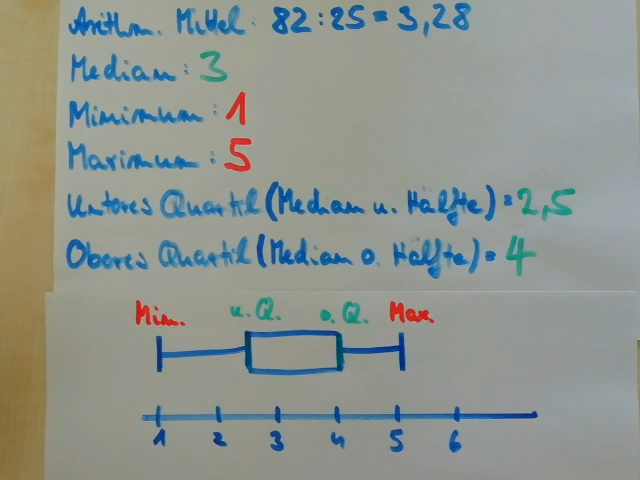 Arithm. Mittel: 82:25=3,28
Median: 3
Minimum: 1
Maximum: 5
Unteres Quartil (Median u. Hälfte)=2,5
Oberes Quartil (Median o. Hälfte)=4
Min. u.Q. o.Q. Max.
1 2 3 4 5 6